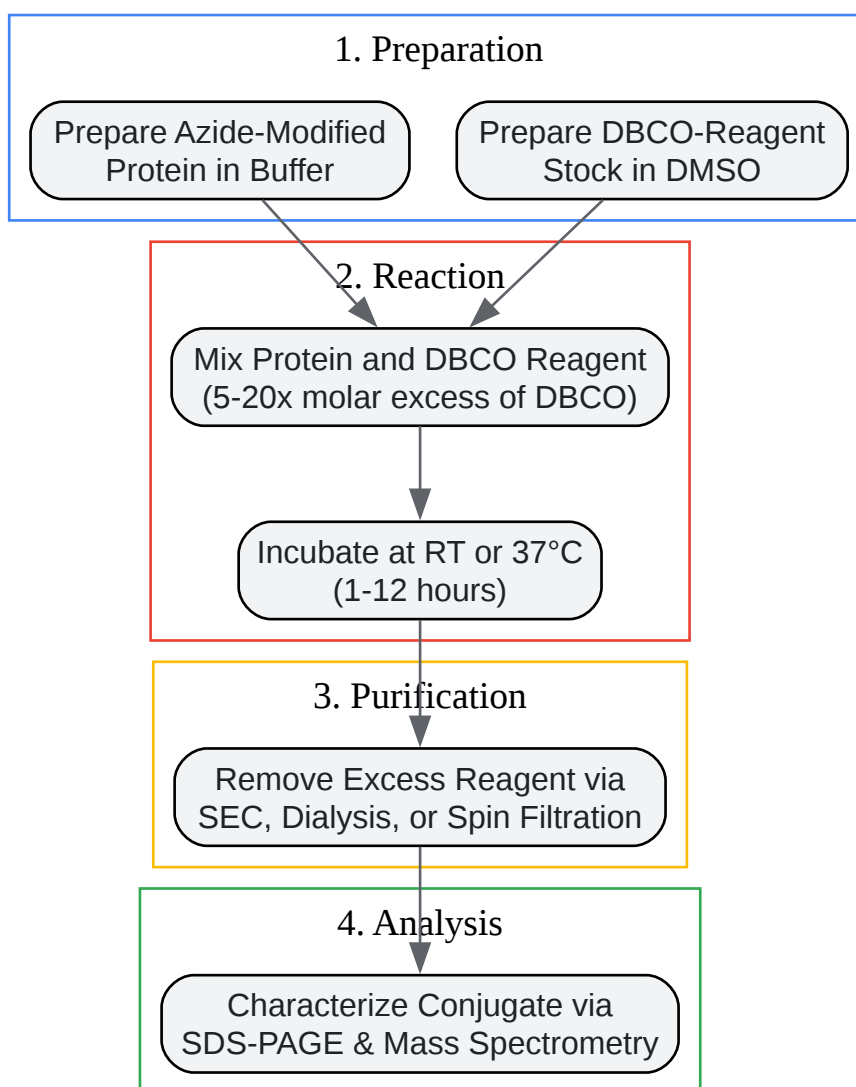 1. Preparation
Prepare Azide-Modified
Protein in Buffer
Prepare DBCO-Reagent
Stock in DMSO
2. Reaction
Mix Protein and DBCO Reagent
(5-20x molar excess of DBCO)
Incubate at RT or 37°C
(1-12 hours)
3. Purification
Remove Excess Reagent via
SEC, Dialysis, or Spin Filtration
4. Analysis
Characterize Conjugate via
SDS-PAGE & Mass Spectrometry